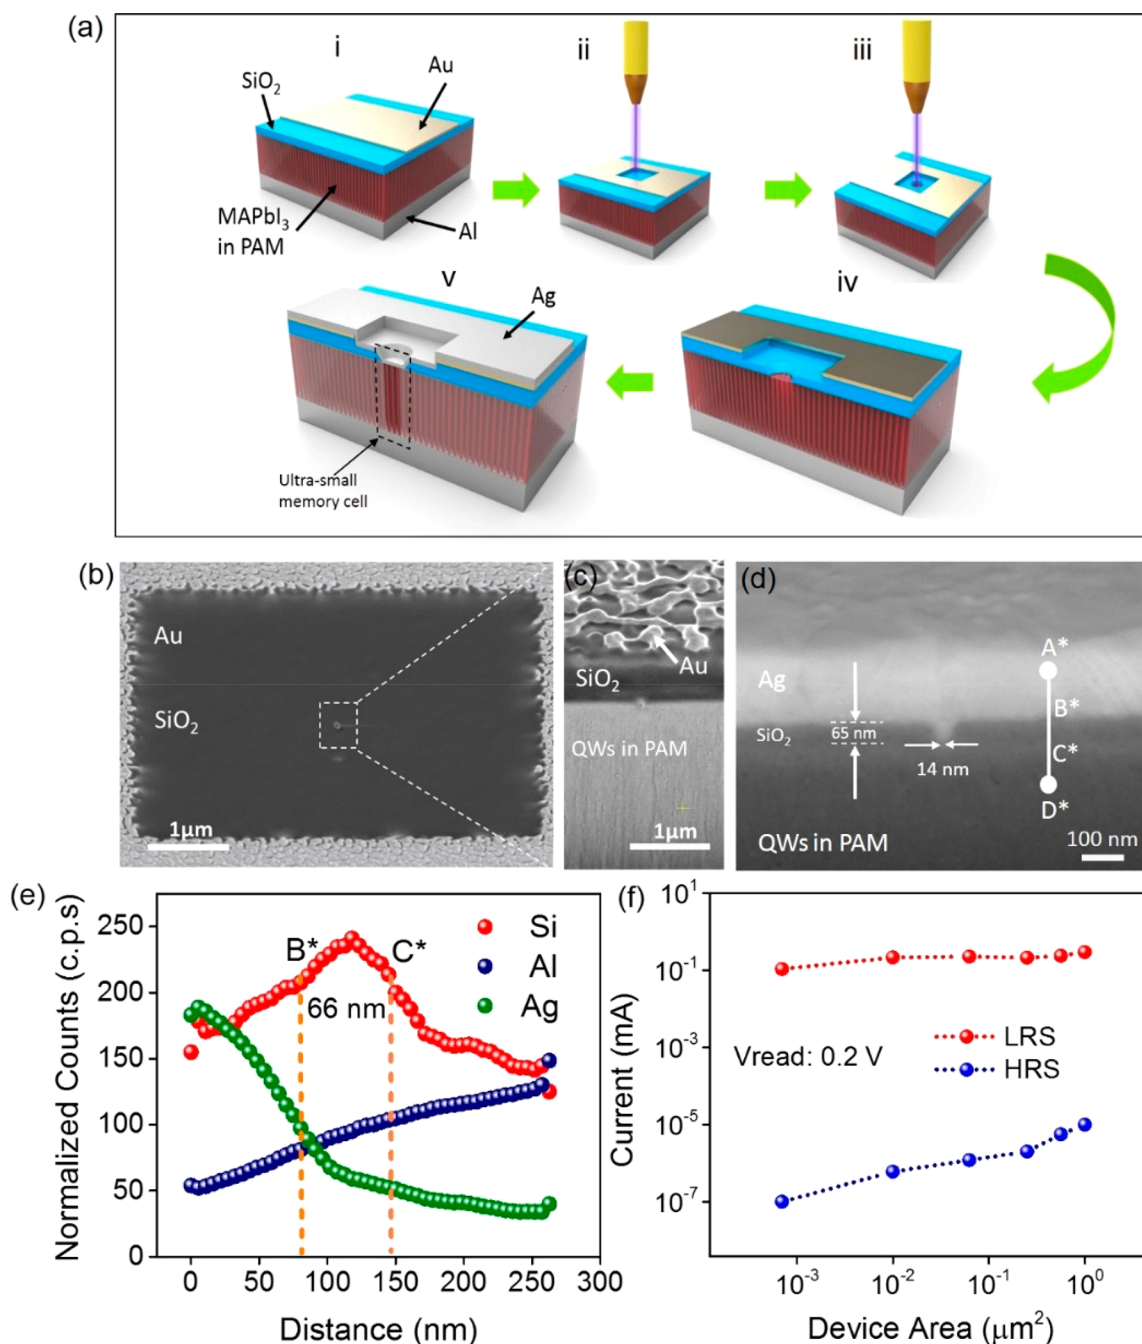 (a)
i
ii
iii
SiO2
Au
MAPbI3
in PAM
Al
v
iv
Ag
Ultra-small
memory cell
(b)
Au
SiO2
1µm
(c)
Au
SiO2
QWs in PAM
1µm
(d)
A*
Ag
B*
SiO2
65 nm
C*
14 nm
D*
QWs in PAM
100 nm
(e)
Normalized Counts (c.p.s)
250
200
150
100
50
0
B*
C*
66 nm
Si
Al
Ag
0 50 100 150 200 250 300
Distance (nm)
(f)
Current (mA)
10^1
10^-1
10^-3
10^-5
10^-7
Vread: 0.2 V
LRS
HRS
10^-3 10^-2 10^-1 10^0
Device Area (µm^2)